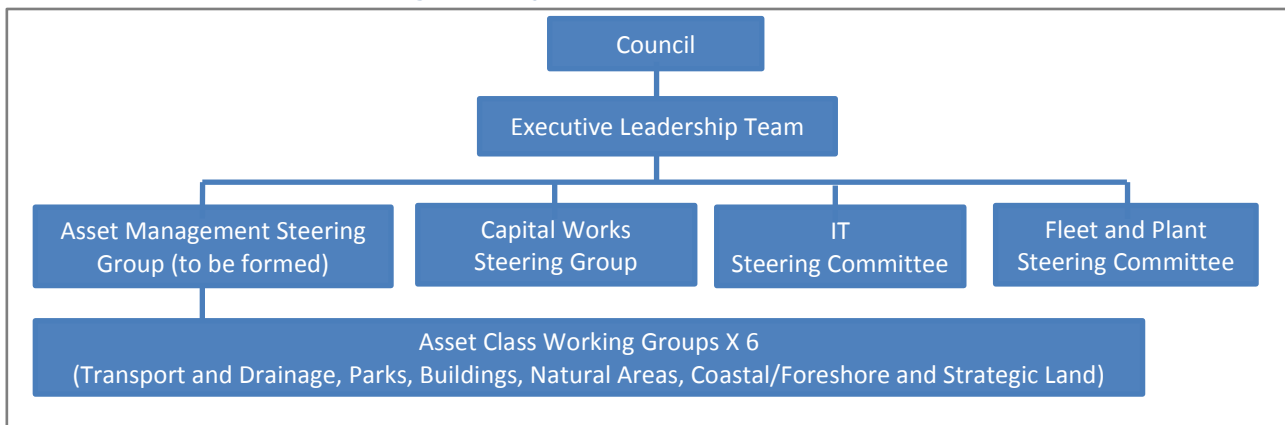 Council
Executive Leadership Team
Asset Management Steering
Group (to be formed)
Capital Works
Steering Group
IT
Steering Committee
Fleet and Plant
Steering Committee
Asset Class Working Groups X 6
(Transport and Drainage, Parks, Buildings, Natural Areas, Coastal/Foreshore and Strategic Land)